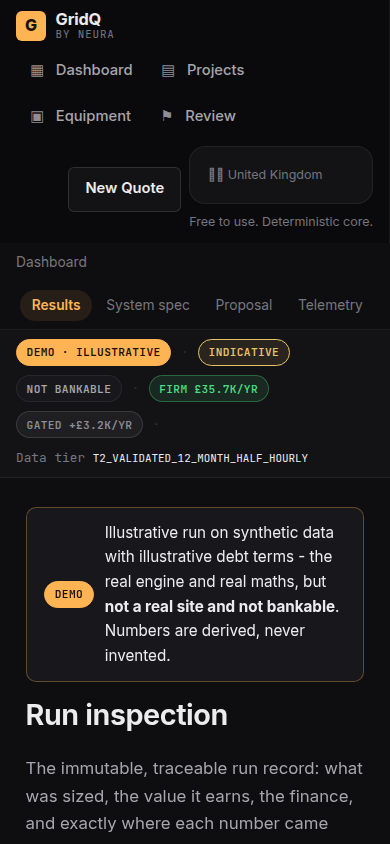 G GridQ
BY NEURA
Dashboard Projects
Equipment Review
New Quote
United Kingdom
Free to use. Deterministic core.
Dashboard
Results System spec Proposal Telemetry
DEMO · ILLUSTRATIVE · INDICATIVE
NOT BANKABLE · FIRM £35.7K/YR
GATED +£3.2K/YR ·
Data tier T2_VALIDATED_12_MONTH_HALF_HOURLY
DEMO
Illustrative run on synthetic data
with illustrative debt terms - the
real engine and real maths, but
not a real site and not bankable.
Numbers are derived, never
invented.
Run inspection
The immutable, traceable run record: what
was sized, the value it earns, the finance,
and exactly where each number came